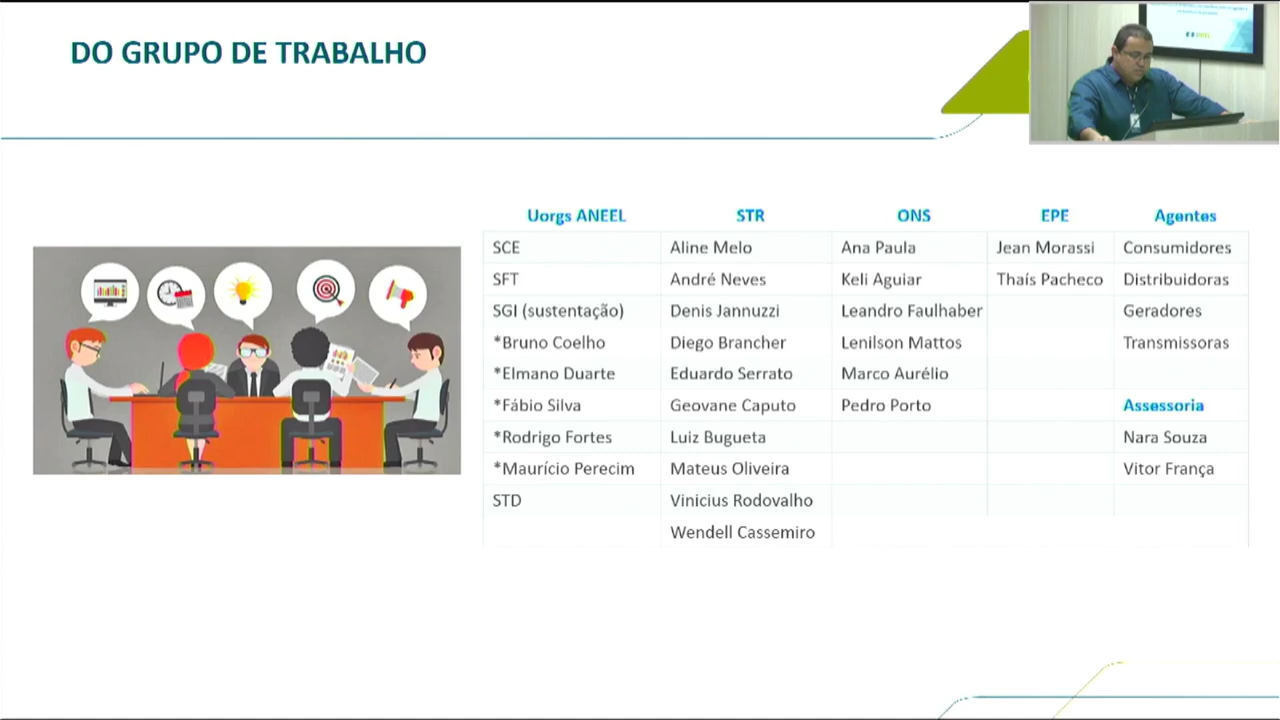 DO GRUPO DE TRABALHO
Uorgs ANEEL STR ONS EPE Agentes
SCE Aline Melo Ana Paula Jean Morassi Consumidores
SFT André Neves Keli Aguiar Thaís Pacheco Distribuidoras
SGI (sustentação) Denis Jannuzzi Leandro Faulhaber Geradores
*Bruno Coelho Diego Brancher Lenilson Mattos Transmissoras
*Elmano Duarte Eduardo Serrato Marco Aurélio
*Fábio Silva Geovane Caputo Pedro Porto Assessoria
*Rodrigo Fortes Luiz Bugueta Nara Souza
*Maurício Perecim Mateus Oliveira Vitor França
STD Vinicius Rodovalho
Wendell Cassemiro